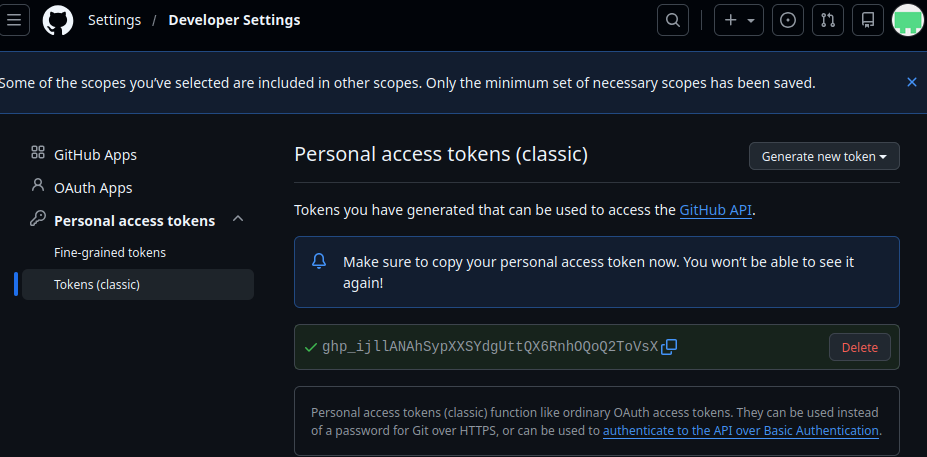 Settings / Developer Settings
Some of the scopes you've selected are included in other scopes. Only the minimum set of necessary scopes has been saved.
GitHub Apps
OAuth Apps
Personal access tokens
Fine-grained tokens
Tokens (classic)
Personal access tokens (classic)
Generate new token
Tokens you have generated that can be used to access the GitHub API.
Make sure to copy your personal access token now. You won't be able to see it
again!
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
Delete
Personal access tokens (classic) function like ordinary OAuth access tokens. They can be used instead
of a password for Git over HTTPS, or can be used to authenticate to the API over Basic Authentication.